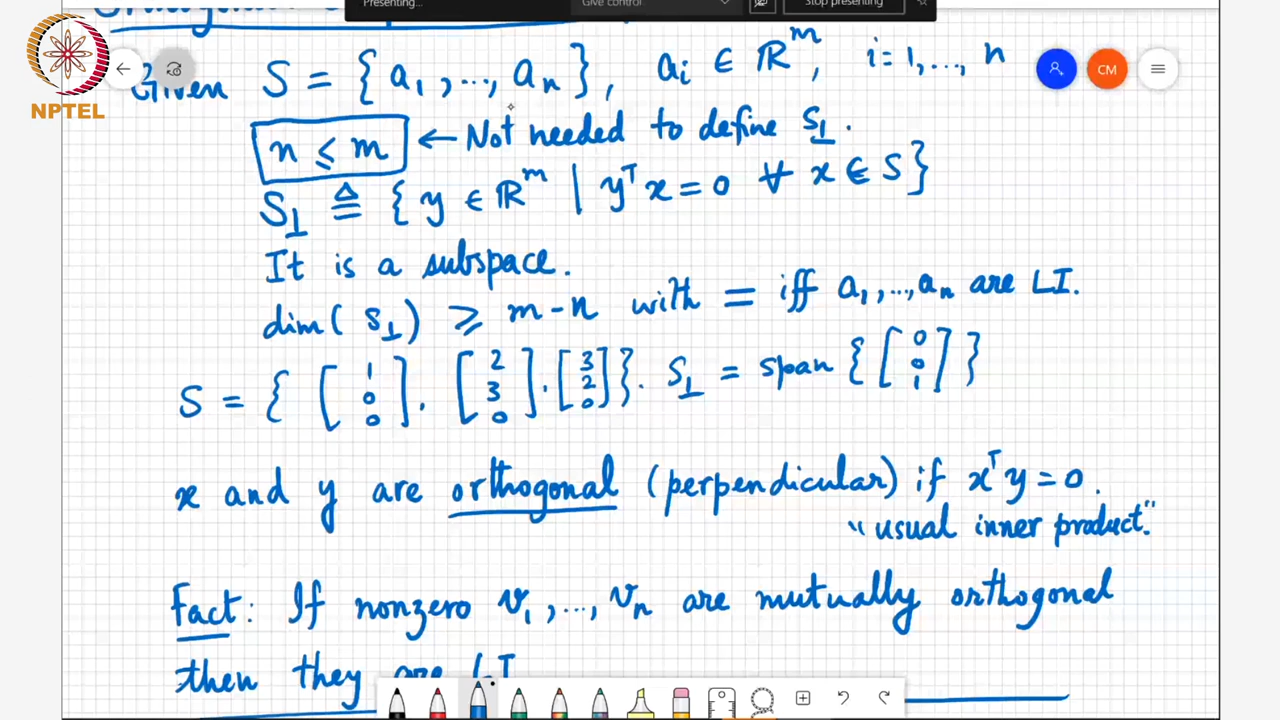 Presenting...
Give control
Stop presenting
NPTEL
CM
Given S = {a₁, ..., aₙ}, aᵢ ∈ ℝᵐ, i = 1, ..., n
n ≤ m ← Not needed to define S⊥.
S⊥ ≜ {y ∈ ℝᵐ | yᵀx = 0 ∀ x ∈ S}
It is a subspace.
dim(S⊥) ≥ m - n with = iff a₁, ..., aₙ are LI.
S = { [1 0 0], [2 3 0], [3 2 0] }. S⊥ = span { [0 0 1] }
x and y are orthogonal (perpendicular) if xᵀy = 0.
"usual inner product."
Fact: If nonzero v₁, ..., vₙ are mutually orthogonal
then they are LI